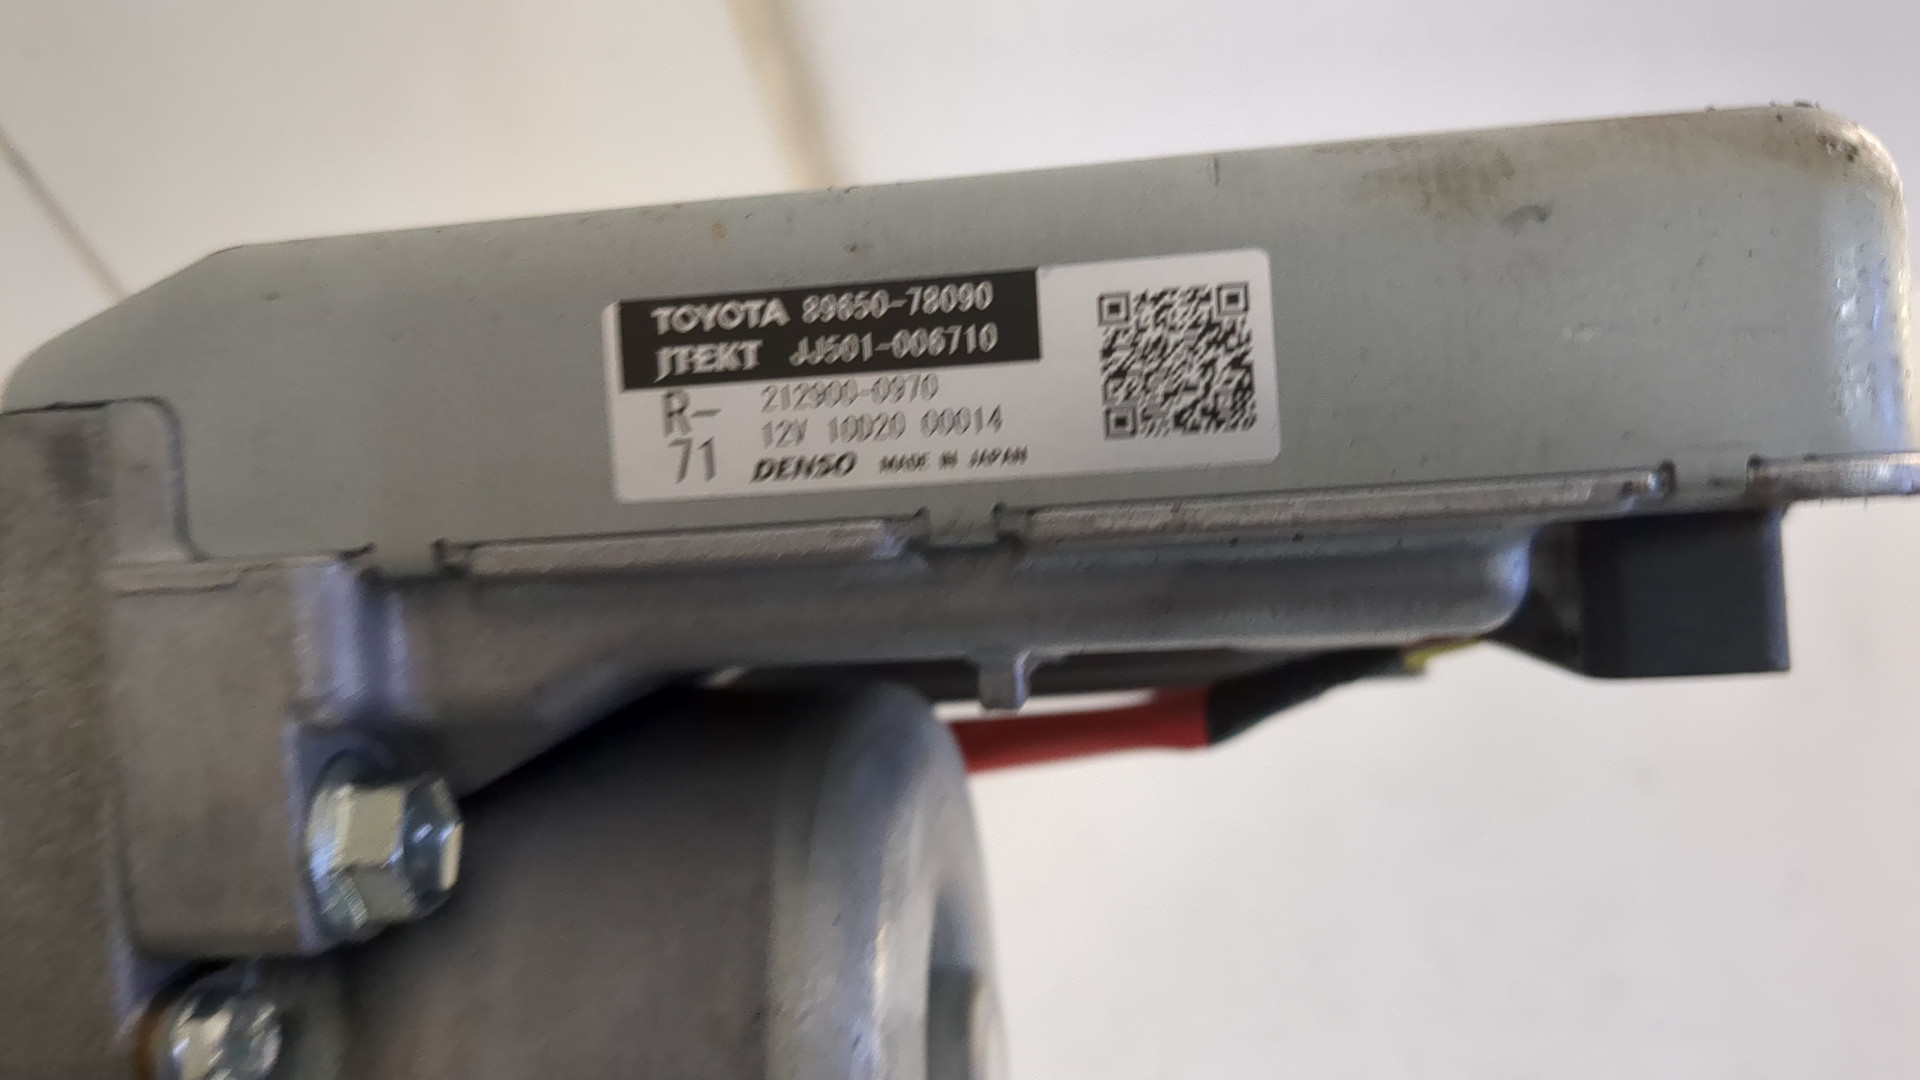 TOYOTA 89650-78090
JTEKT JJ501-006710
R-71
212900-0970
12V 10D20 00014
DENSO MADE IN JAPAN